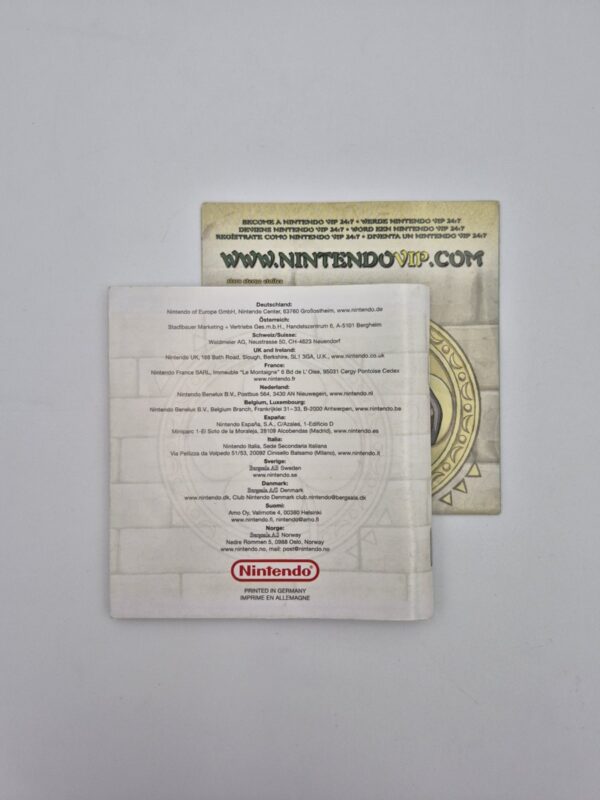 BECOME A NINTENDO VIP 24:7 • WERDE NINTENDO VIP 24:7
DEVIENS NINTENDO VIP 24:7 • WORD EEN NINTENDO VIP 24:7
REGÍSTRATE COMO NINTENDO VIP 24:7 • DIVENTA UN NINTENDO VIP 24:7
WWW.NINTENDOVIP.COM
stars sterne etoiles
Deutschland:
Nintendo of Europe GmbH, Nintendo Center, 63760 Großostheim, www.nintendo.de
Österreich:
Stadlbauer Marketing + Vertriebs Ges.m.b.H., Handelszentrum 6, A-5101 Bergheim
Schweiz/Suisse:
Waldmeier AG, Neustrasse 50, CH-4623 Neuendorf
UK and Ireland:
Nintendo UK, 188 Bath Road, Slough, Berkshire, SL1 3GA, U.K., www.nintendo.co.uk
France:
Nintendo France SARL, Immeuble "Le Montaigne" 6 Bd de L' Oise, 95031 Cergy Pontoise Cedex
www.nintendo.fr
Nederland:
Nintendo Benelux B.V., Postbus 564, 3430 AN Nieuwegein, www.nintendo.nl
Belgium, Luxembourg:
Nintendo Benelux B.V., Belgium Branch, Frankrijklei 31–33, B-2000 Antwerpen, www.nintendo.be
España:
Nintendo España, S.A., C/Azalea, 1-Edificio D
Miniparc 1-El Soto de la Moraleja, 28109 Alcobendas (Madrid), www.nintendo.es
Italia:
Nintendo Italia, Sede Secondaria Italiana
Via Pellizza da Volpedo 51/53, 20092 Cinisello Balsamo (Milano), www.nintendo.it
Sverige:
Bergsala AB Sweden
www.nintendo.se
Danmark:
Bergsala A/S Denmark
www.nintendo.dk, Club Nintendo Denmark club.nintendo@bergsala.dk
Suomi:
Amo Oy, Valimotie 4, 00380 Helsinki
www.nintendo.fi, nintendo@amo.fi
Norge:
Bergsala AS Norway
Nedre Rommen 5, 0988 Oslo, Norway
www.nintendo.no, mail: post@nintendo.no
Nintendo®
PRINTED IN GERMANY
IMPRIME EN ALLEMAGNE